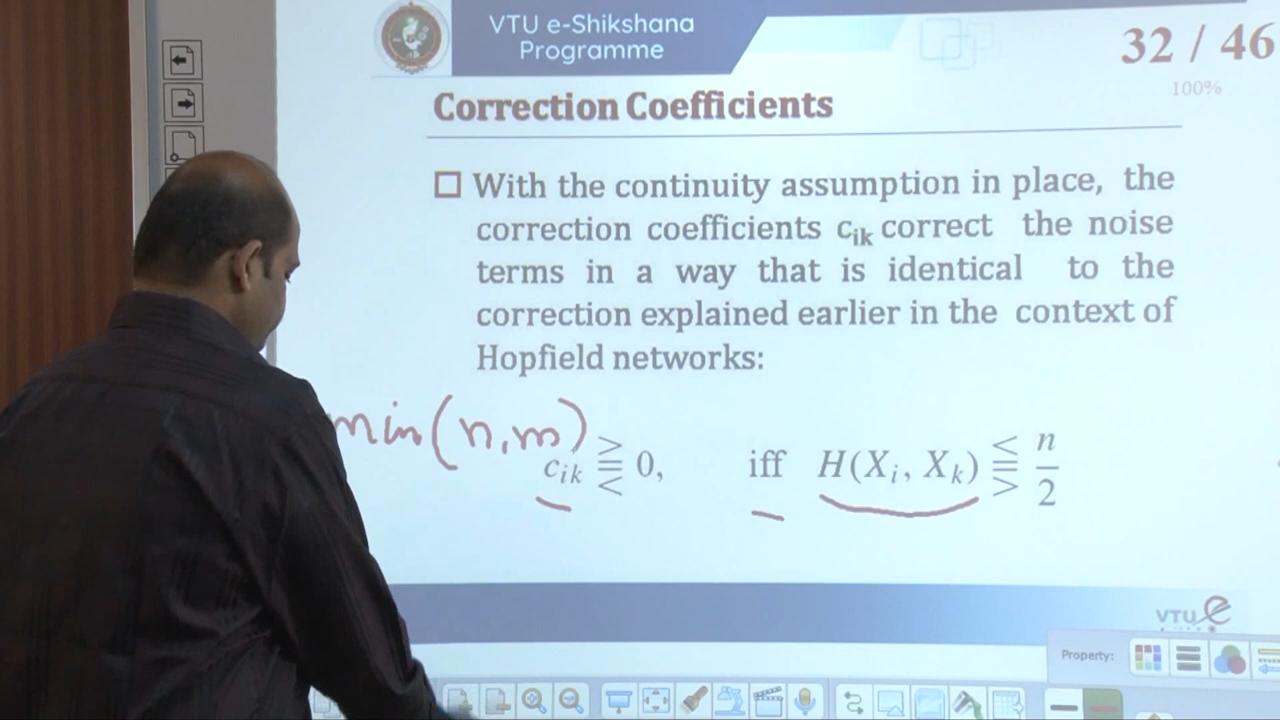 VTU e-Shikshana
Programme
32 / 46
100%
Correction Coefficients
With the continuity assumption in place, the
correction coefficients cᵢₖ correct the noise
terms in a way that is identical to the
correction explained earlier in the context of
Hopfield networks:
min(n,m)
cᵢₖ ⋛ 0, iff H(Xᵢ, Xₖ) ⋚ n/2
VTU e
Property: